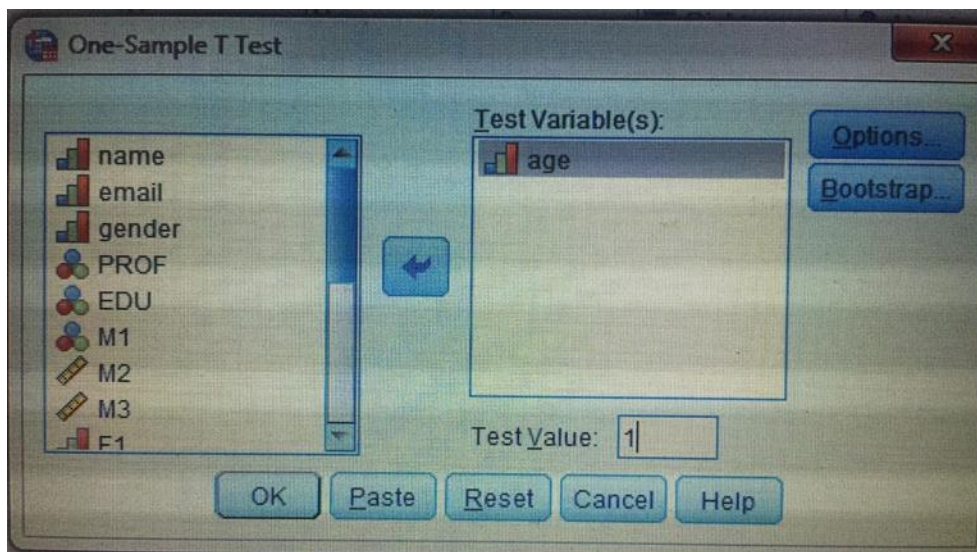 One-Sample T Test
name
email
gender
PROF
EDU
M1
M2
M3
F1
Test Variable(s):
age
Test Value: 1
Options...
Bootstrap...
OK Paste Reset Cancel Help